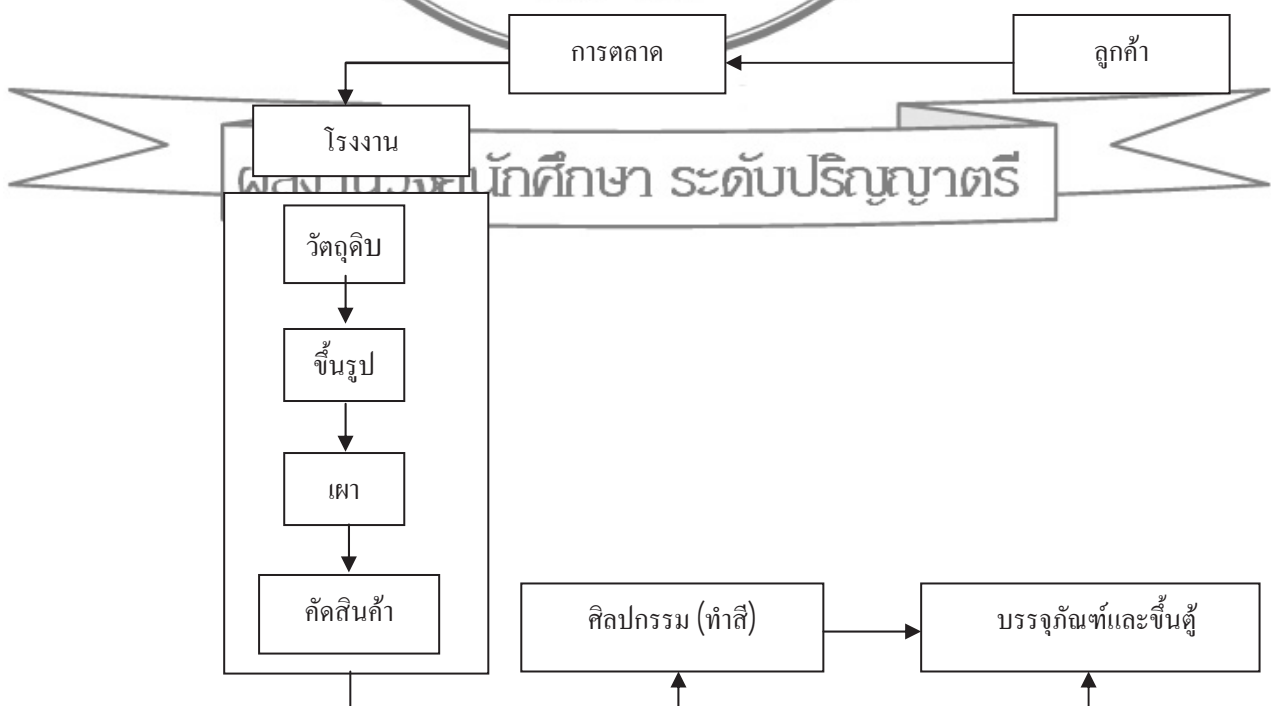 การตลาด
ลูกค้า
โรงงาน
นักศึกษา ระดับปริญญาตรี
วัตถุดิบ
ขึ้นรูป
เผา
คัดสินค้า
ศิลปกรรม (ทำสี)
บรรจุภัณฑ์และขึ้นตู้